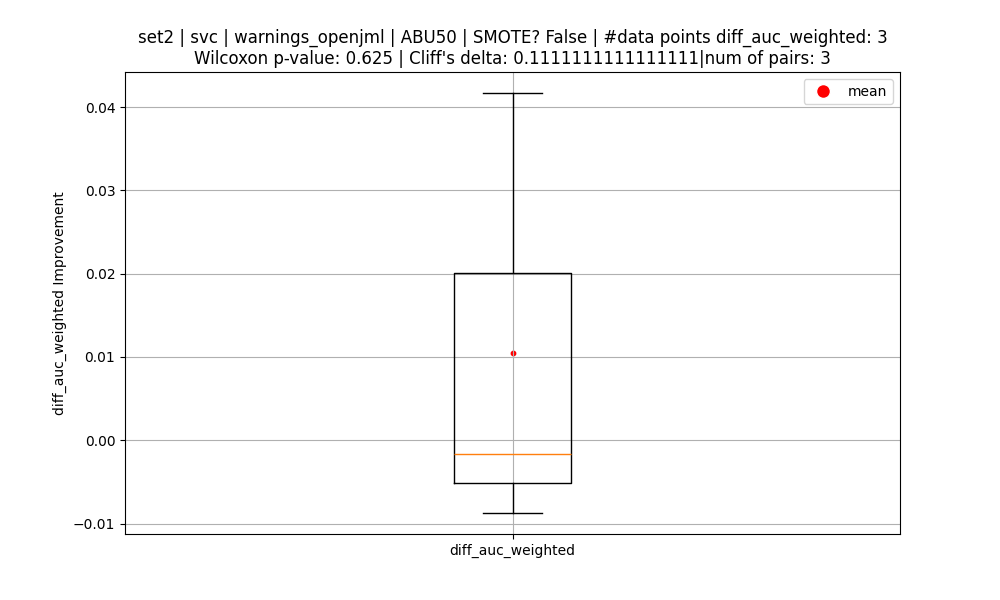 set2 | svc | warnings_openjml | ABU50 | SMOTE? False | #data points diff_auc_weighted: 3
Wilcoxon p-value: 0.625 | Cliff's delta: 0.1111111111111111|num of pairs: 3
mean
0.04
0.03
0.02
0.01
0.00
−0.01
diff_auc_weighted Improvement
diff_auc_weighted